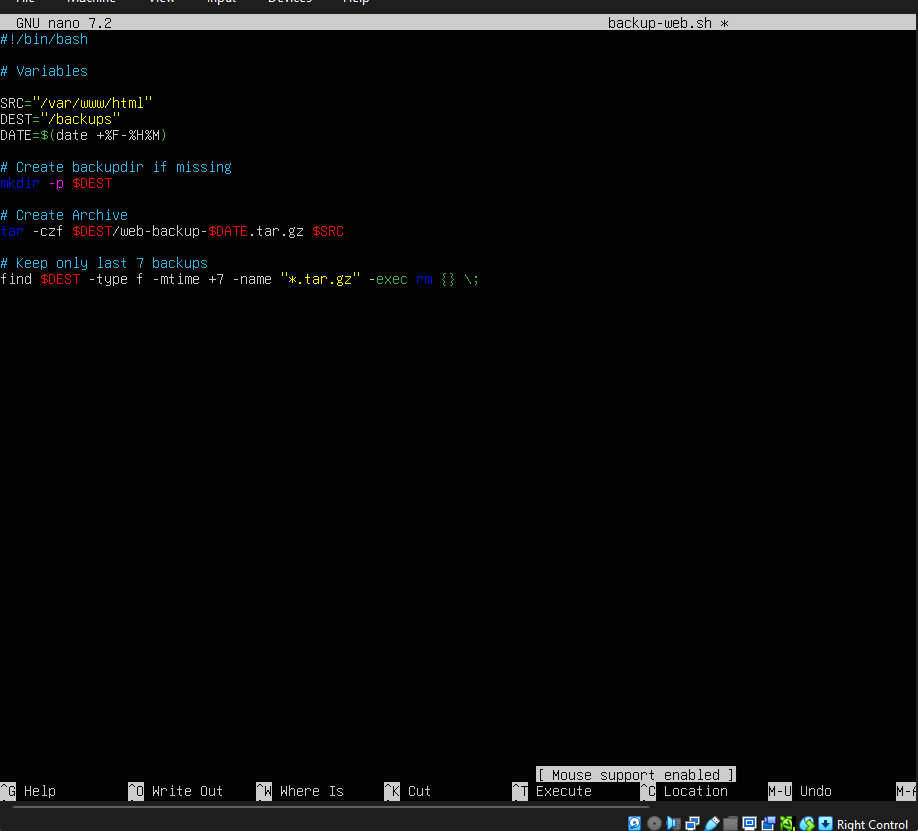 File Machine View Input Devices Help
GNU nano 7.2 backup-web.sh *
#!/bin/bash
# Variables
SRC="/var/www/html"
DEST="/backups"
DATE=$(date +%F-%H%M)
# Create backupdir if missing
mkdir -p $DEST
# Create Archive
tar -czf $DEST/web-backup-$DATE.tar.gz $SRC
# Keep only last 7 backups
find $DEST -type f -mtime +7 -name "*.tar.gz" -exec rm {} \;
[ Mouse support enabled ]
^G Help ^O Write Out ^W Where Is ^K Cut ^T Execute ^C Location M-U Undo M-A
Right Control